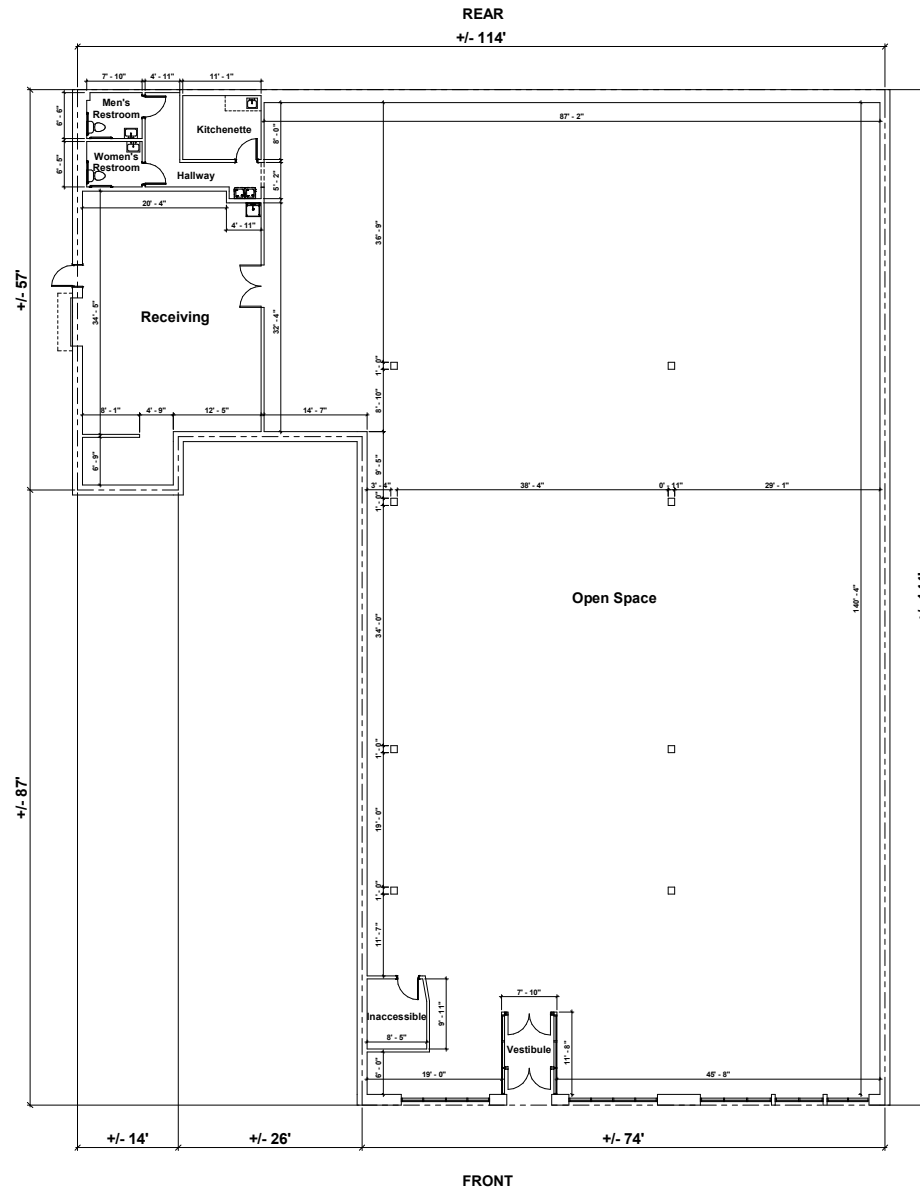 REAR
+/- 114'
7' - 10"
4' - 11"
11' - 1"
6' - 6"
Men's
Restroom
Kitchenette
8' - 0"
87' - 2"
6' - 5"
Women's
Restroom
Hallway
5' - 2"
20' - 4"
4' - 11"
36' - 9"
+/- 57'
34' - 5"
Receiving
32' - 4"
1' - 0"
8' - 10"
8' - 1"
4' - 9"
12' - 5"
14' - 7"
6' - 9"
9' - 5"
3' - 4"
38' - 4"
0' - 11"
29' - 1"
1' - 0"
Open Space
140' - 4"
34' - 0"
1' - 0"
+/- 87'
19' - 0"
1' - 0"
11' - 7"
Inaccessible
9' - 11"
8' - 5"
7' - 10"
Vestibule
11' - 8"
6' - 0"
19' - 0"
45' - 8"
+/- 14'
+/- 26'
+/- 74'
FRONT